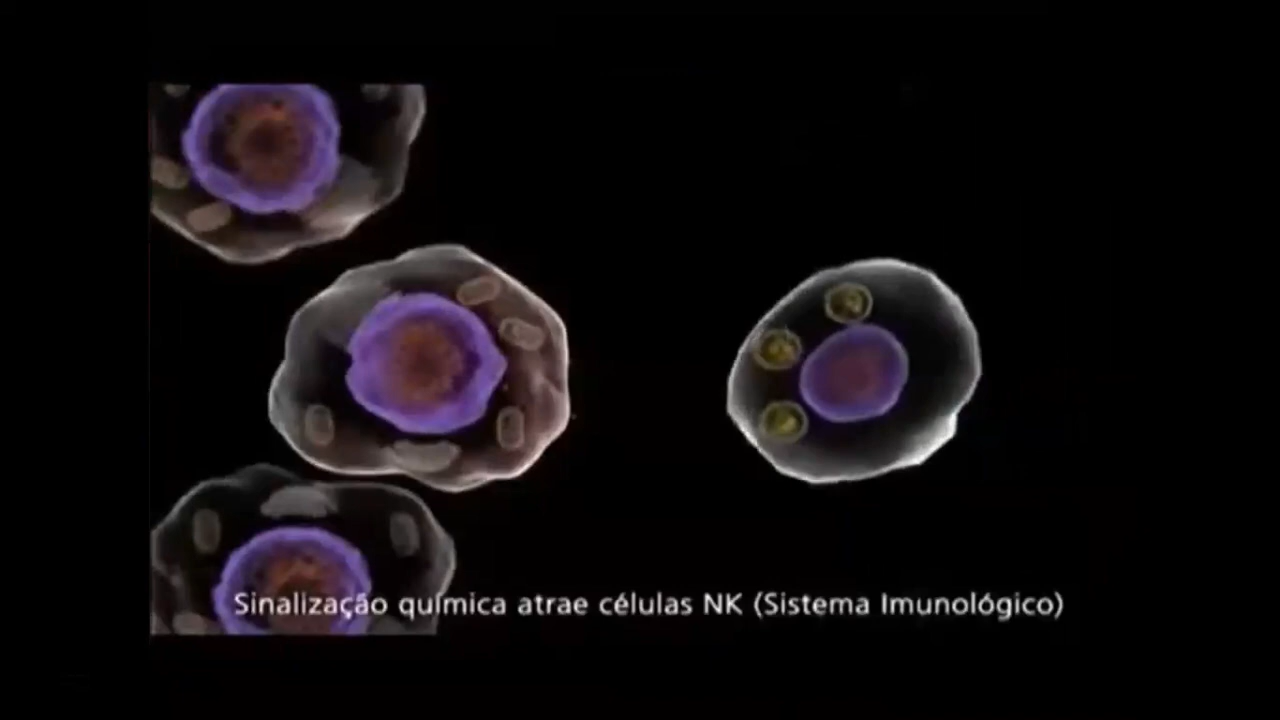 Sinalização química atrae células NK (Sistema Imunológico)